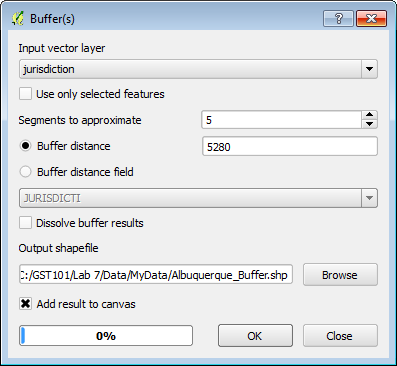 Buffer(s)
?
Input vector layer
jurisdiction
Use only selected features
Segments to approximate
5
Buffer distance
5280
Buffer distance field
JURISDICTI
Dissolve buffer results
Output shapefile
C:/GST101/Lab 7/Data/MyData/Albuquerque_Buffer.shp
Browse
Add result to canvas
0%
OK
Close